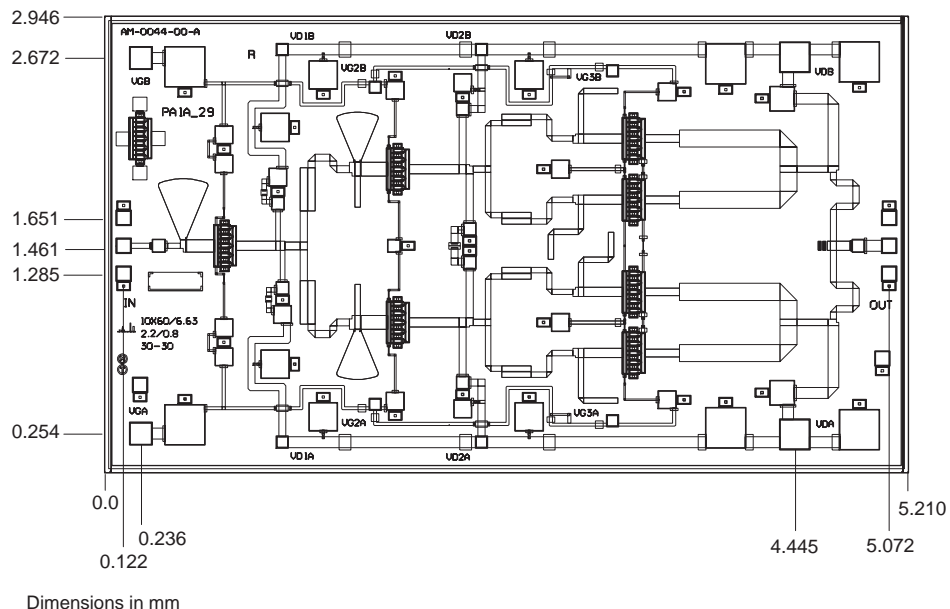 2.946
AM-0044-00-A
R
VD1B
VD2B
2.672
VGB
VG2B
VG3B
VDB
PA1A_29
1.651
1.461
1.285
IN
OUT
10X60/6.63
2.2/0.8
30-30
VGA
VG2A
VG3A
VDA
0.254
VD1A
VD2A
0.0
5.210
0.236
4.445
5.072
0.122
Dimensions in mm